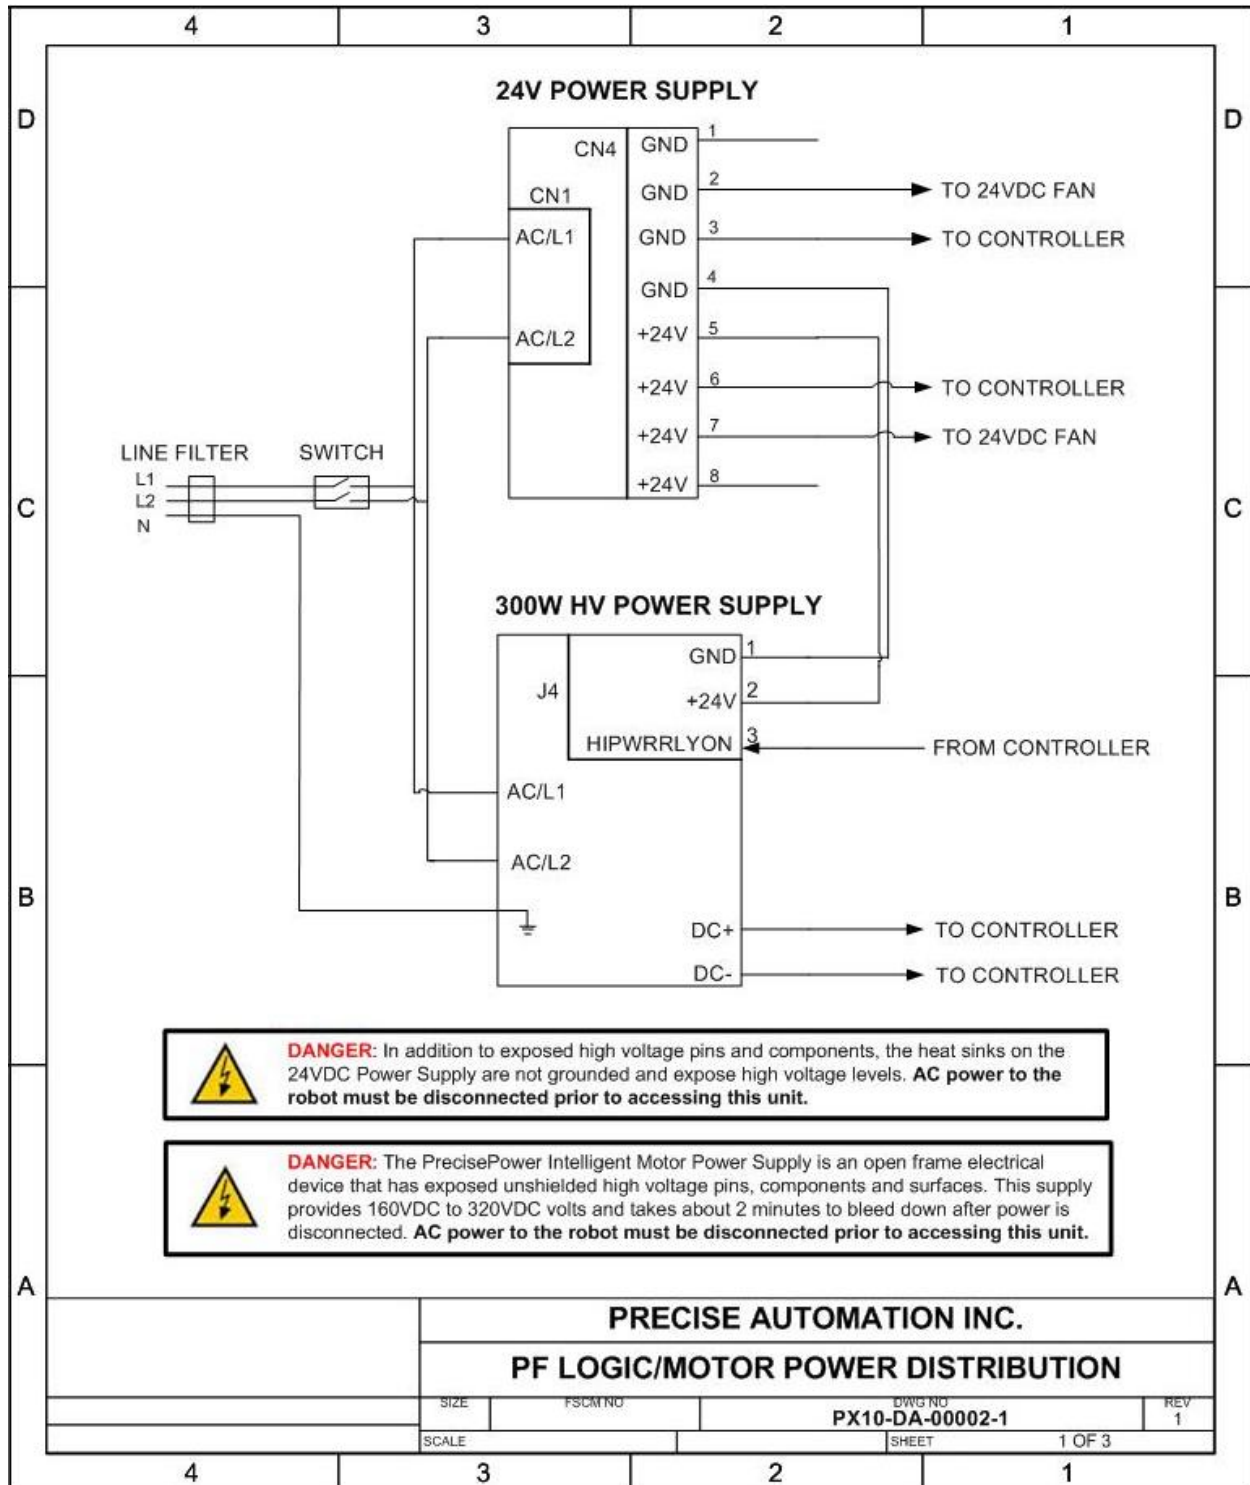 4 3 2 1
D D
24V POWER SUPPLY
CN4 GND 1
CN1 GND 2 TO 24VDC FAN
AC/L1 GND 3 TO CONTROLLER
GND 4
AC/L2 +24V 5
+24V 6 TO CONTROLLER
+24V 7 TO 24VDC FAN
+24V 8
LINE FILTER SWITCH
L1
L2
N
C C
300W HV POWER SUPPLY
GND 1
J4 +24V 2
HIPWRRLYON 3 FROM CONTROLLER
AC/L1
AC/L2
B B
DC+ TO CONTROLLER
DC- TO CONTROLLER
DANGER: In addition to exposed high voltage pins and components, the heat sinks on the
24VDC Power Supply are not grounded and expose high voltage levels. AC power to the
robot must be disconnected prior to accessing this unit.
DANGER: The PrecisePower Intelligent Motor Power Supply is an open frame electrical
device that has exposed unshielded high voltage pins, components and surfaces. This supply
provides 160VDC to 320VDC volts and takes about 2 minutes to bleed down after power is
disconnected. AC power to the robot must be disconnected prior to accessing this unit.
A A
PRECISE AUTOMATION INC.
PF LOGIC/MOTOR POWER DISTRIBUTION
SIZE FSCM NO DWG NO REV
PX10-DA-00002-1 1
SCALE SHEET 1 OF 3
4 3 2 1